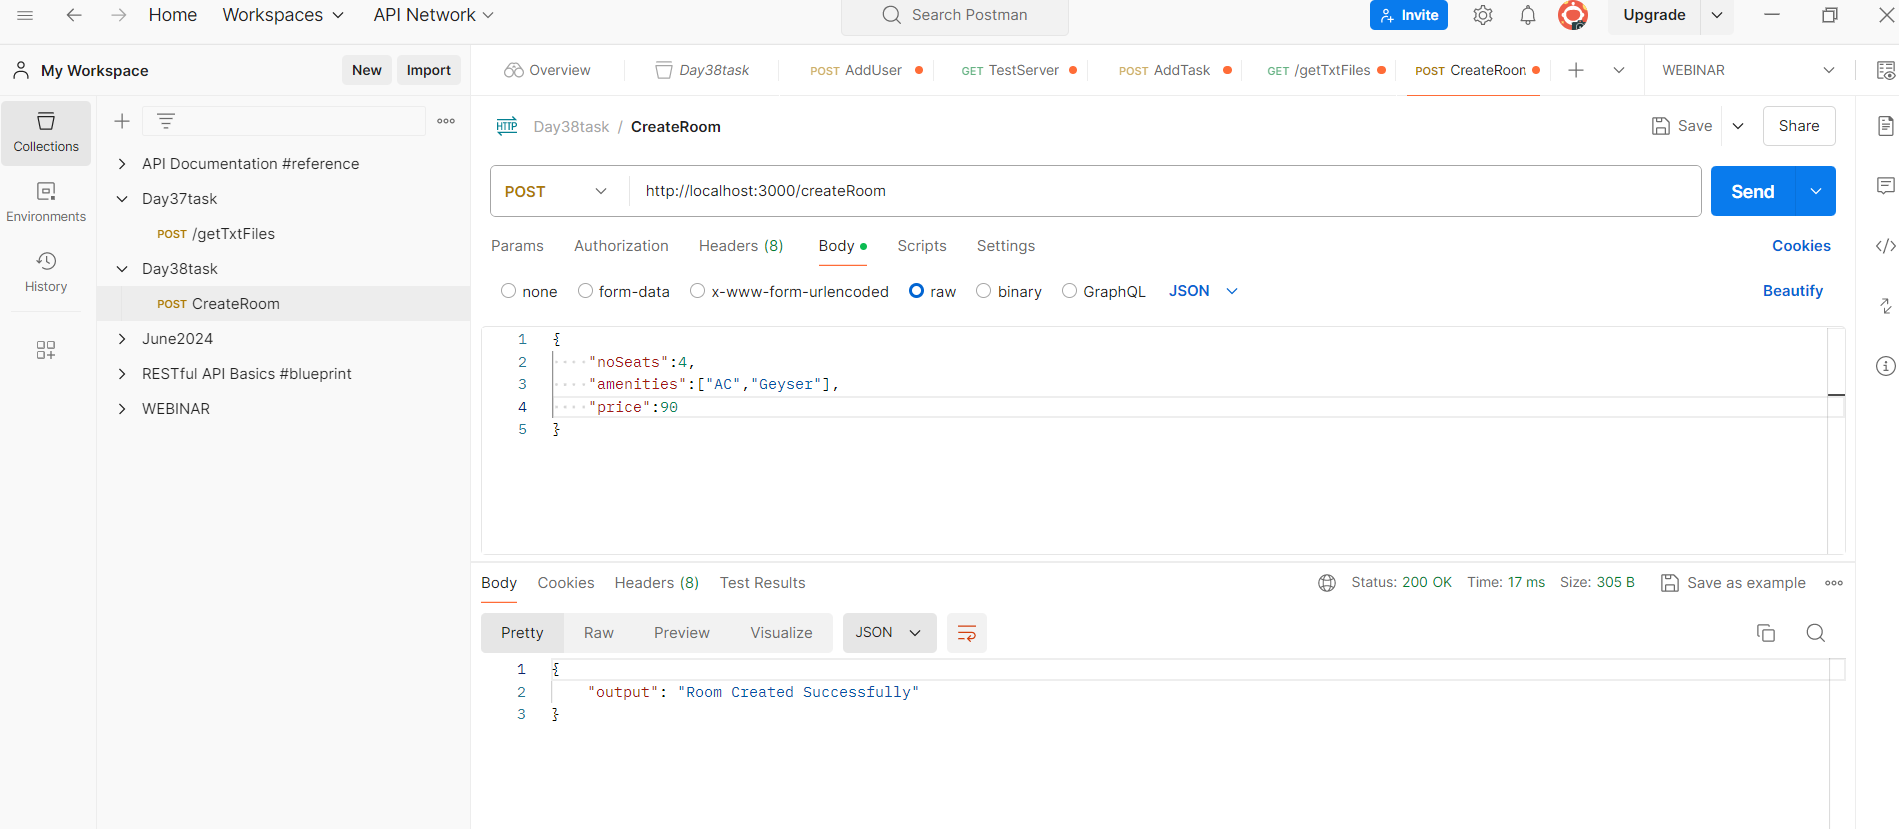 Home Workspaces API Network Search Postman Invite Upgrade
My Workspace New Import Overview Day38task POST AddUser GET TestServer POST AddTask GET /getTxtFiles POST CreateRoon WEBINAR
Collections
Environments
History
API Documentation #reference
Day37task
POST /getTxtFiles
Day38task
POST CreateRoom
June2024
RESTful API Basics #blueprint
WEBINAR
HTTP Day38task / CreateRoom Save Share
POST http://localhost:3000/createRoom Send
Params Authorization Headers (8) Body Scripts Settings Cookies
none form-data x-www-form-urlencoded raw binary GraphQL JSON Beautify
1 {
2 "noSeats":4,
3 "amenities":["AC","Geyser"],
4 "price":90
5 }
Body Cookies Headers (8) Test Results Status: 200 OK Time: 17 ms Size: 305 B Save as example
Pretty Raw Preview Visualize JSON
1 {
2 "output": "Room Created Successfully"
3 }